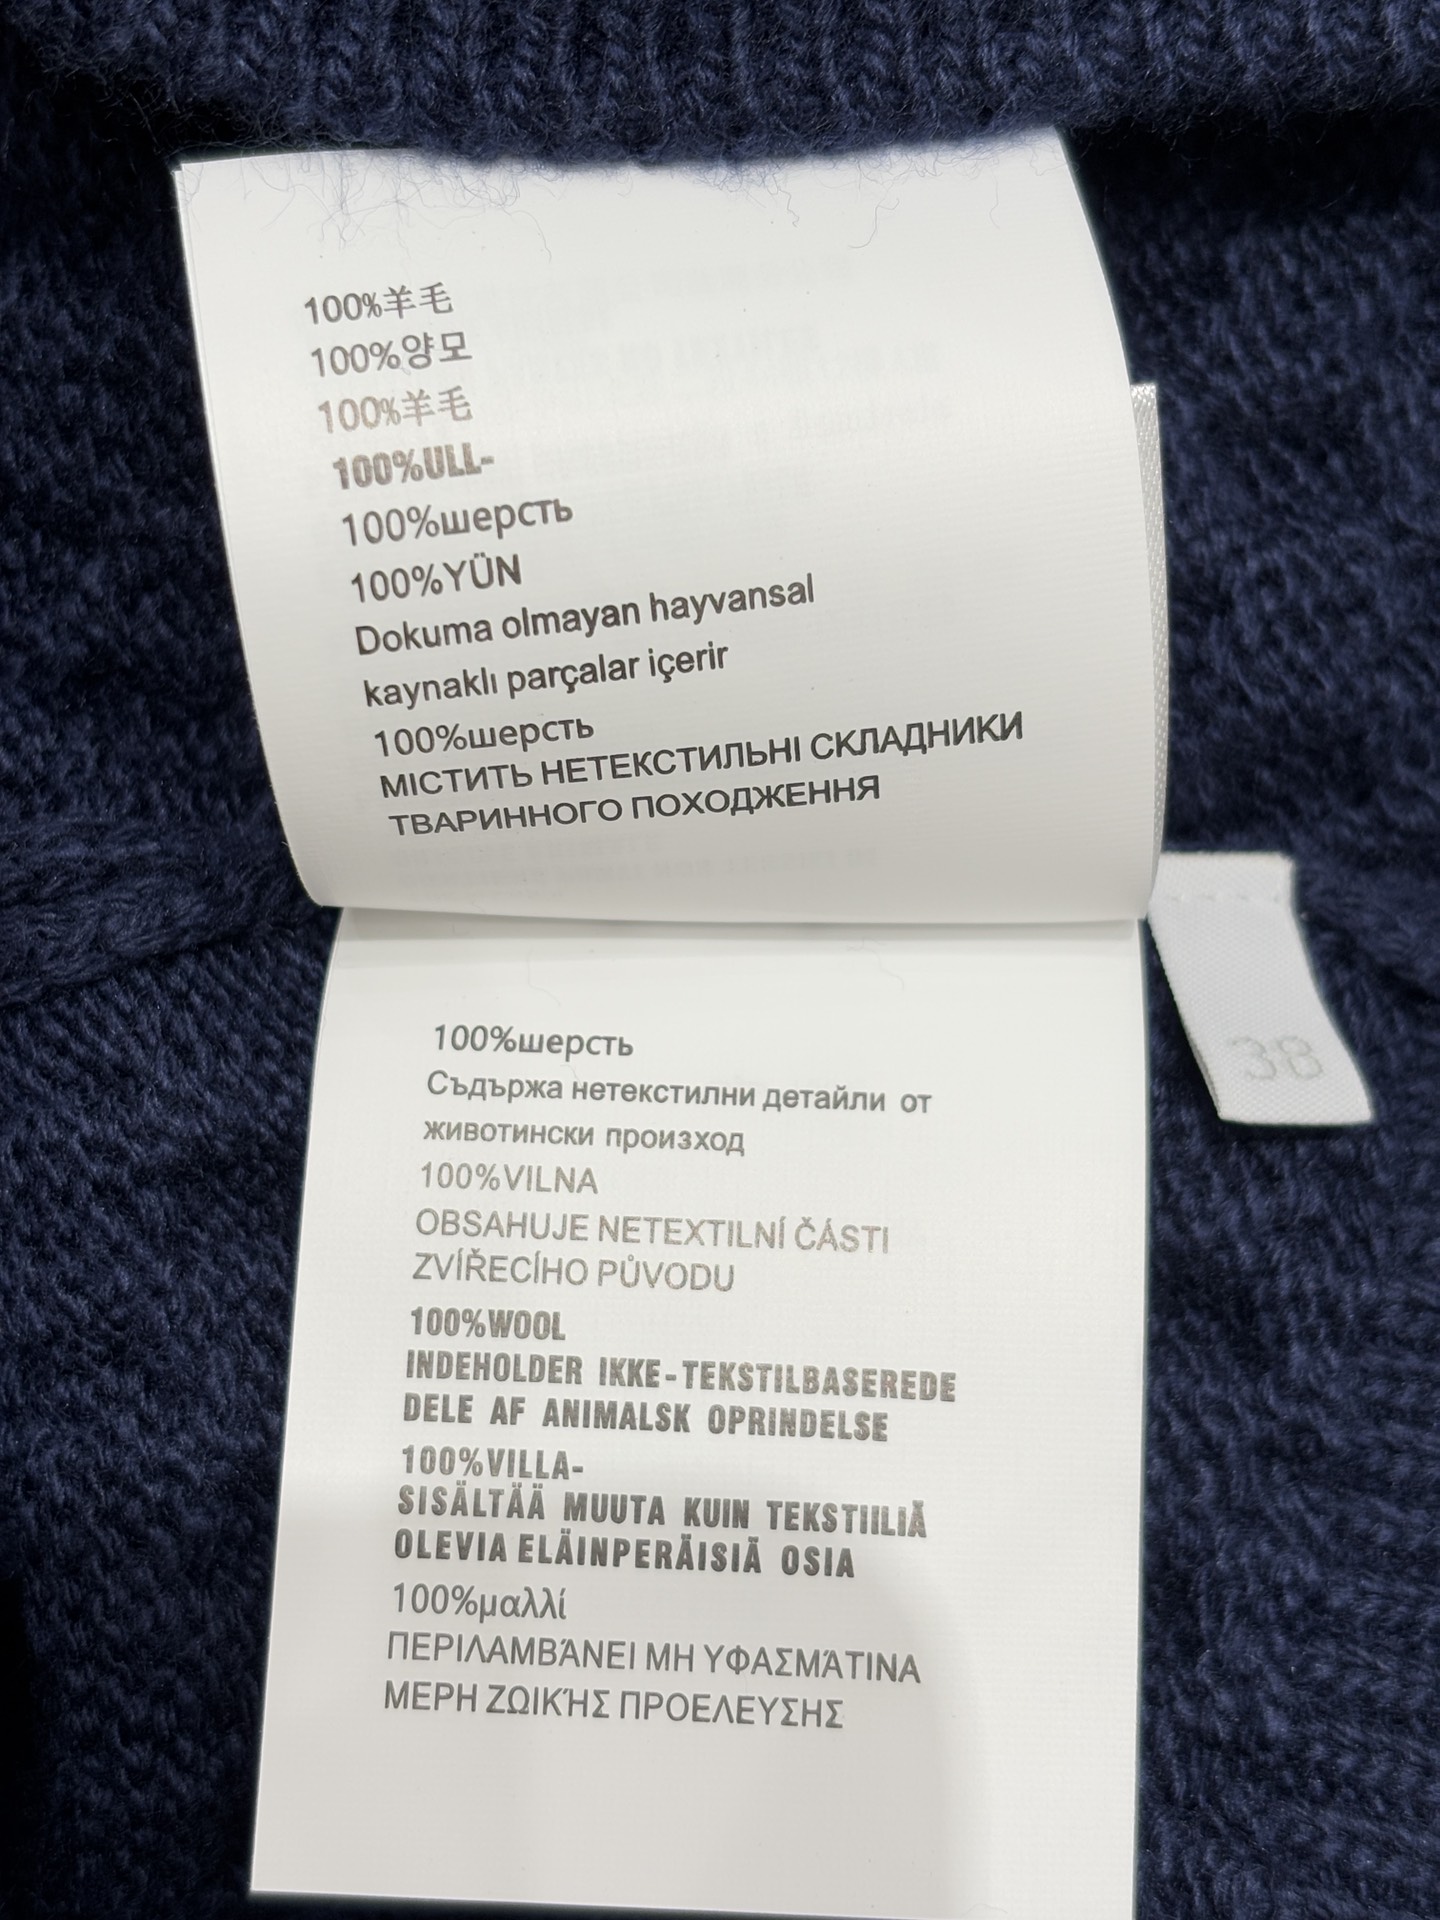 100%羊毛
100%양모
100%羊毛
100%ULL-
100%шерсть
100%YÜN
Dokuma olmayan hayvansal
kaynaklı parçalar içerir
100%шерсть
МІСТИТЬ НЕТЕКСТИЛЬНІ СКЛАДНИКИ
ТВАРИННОГО ПОХОДЖЕННЯ
38
100%шерсть
Съдържа нетекстилни детайли от
животински произход
100%VILNA
OBSAHUJE NETEXTILNÍ ČÁSTI
ZVÍŘECÍHO PŮVODU
100%WOOL
INDEHOLDER IKKE-TEKSTILBASEREDE
DELE AF ANIMALSK OPRINDELSE
100%VILLA-
SISÄLTÄÄ MUUTA KUIN TEKSTIILIÄ
OLEVIA ELÄINPERÄISIÄ OSIA
100%μαλλί
ΠΕΡΙΛΑΜΒΆΝΕΙ ΜΗ ΥΦΑΣΜΆΤΙΝΑ
ΜΕΡΗ ΖΩΙΚΉΣ ΠΡΟΕΛΕΥΣΗΣ